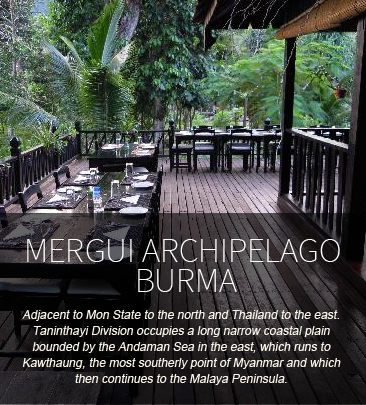 MERGUI ARCHIPELAGO
BURMA
Adjacent to Mon State to the north and Thailand to the east.
Taninthayi Division occupies a long narrow coastal plain
bounded by the Andaman Sea in the east, which runs to
Kawthaung, the most southerly point of Myanmar and which
then continues to the Malaya Peninsula.